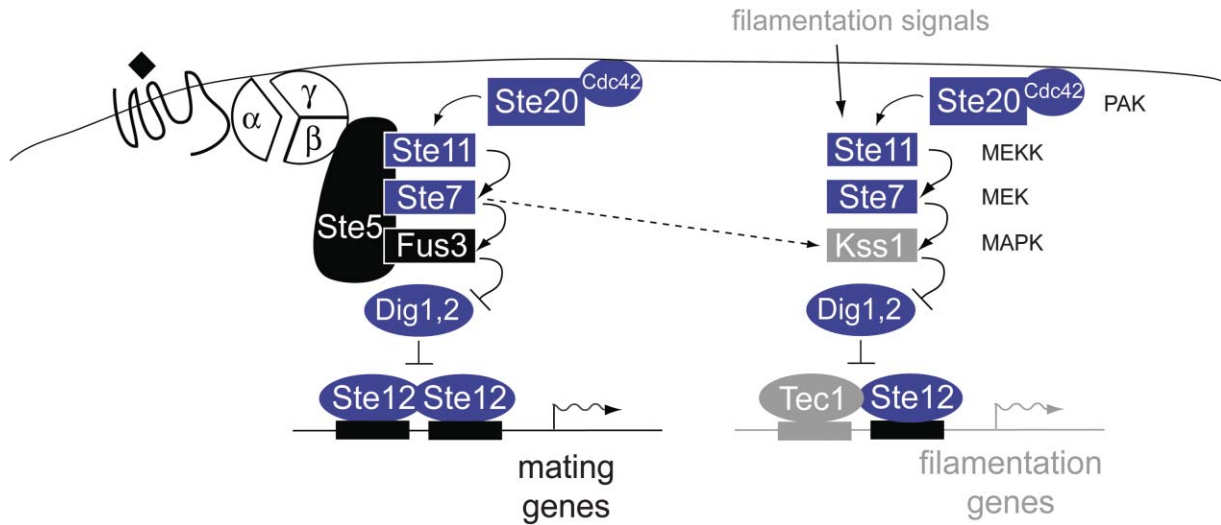 filamentation signals
γ
α
β
Ste20
Cdc42
Ste11
Ste7
Ste5
Fus3
Dig1,2
Ste12
Ste12
mating
genes
Ste20
Cdc42
PAK
Ste11
MEKK
Ste7
MEK
Kss1
MAPK
Dig1,2
Tec1
Ste12
filamentation
genes